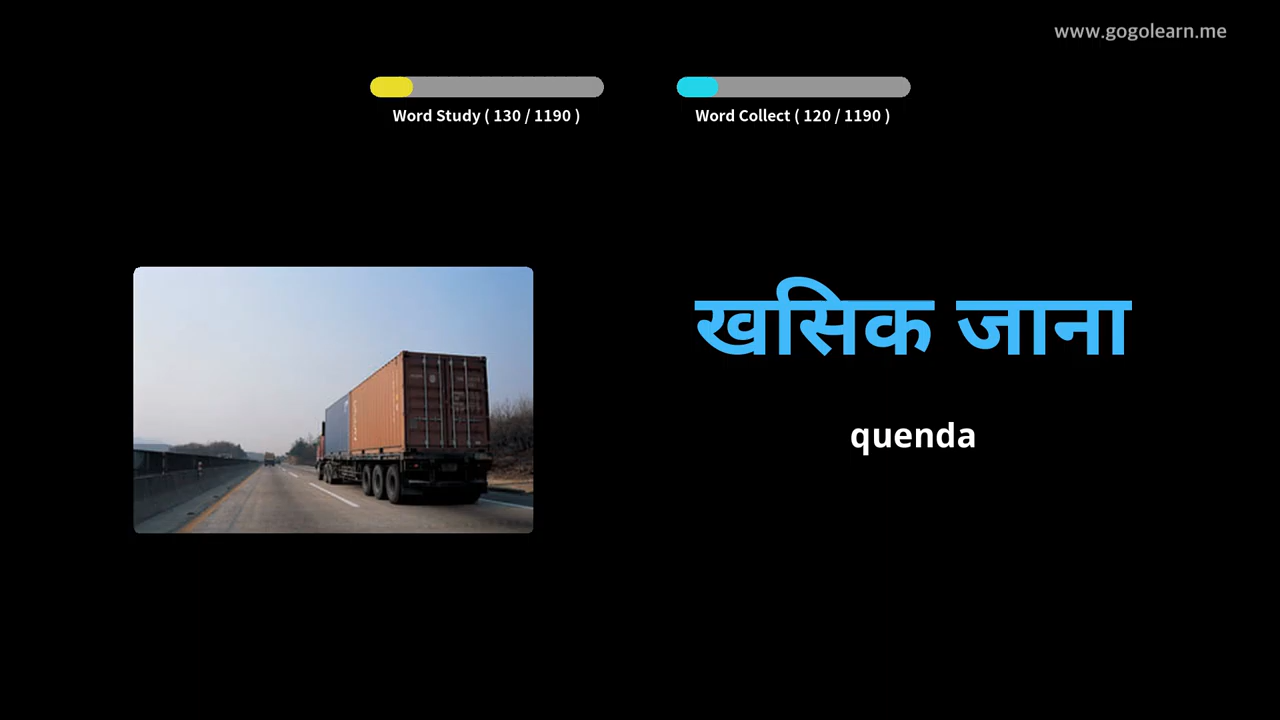 www.gogolearn.me
Word Study ( 130 / 1190 )
Word Collect ( 120 / 1190 )
खसिक जाना
quenda